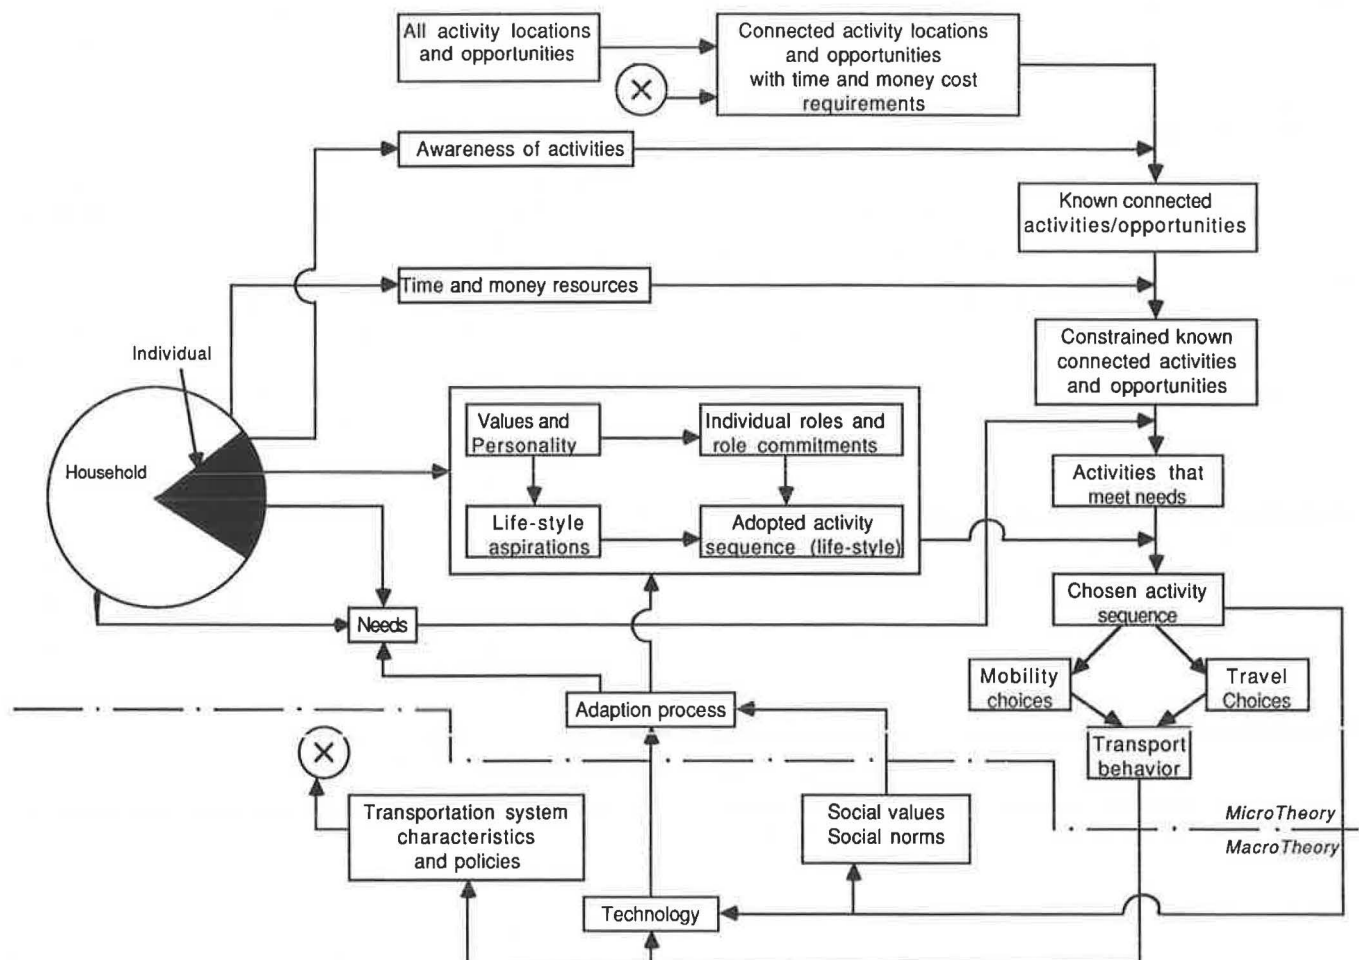 All activity locations
and opportunities
Connected activity locations
and opportunities
with time and money cost
requirements
Awareness of activities
Known connected
activities/opportunities
Time and money resources
Constrained known
connected activities
and opportunities
Individual
Household
Values and
Personality
Individual roles and
role commitments
Life-style
aspirations
Adopted activity
sequence (life-style)
Activities that
meet needs
Chosen activity
sequence
Needs
Mobility
choices
Travel
Choices
Adaption process
Transport
behavior
Transportation system
characteristics
and policies
Social values
Social norms
MicroTheory
MacroTheory
Technology